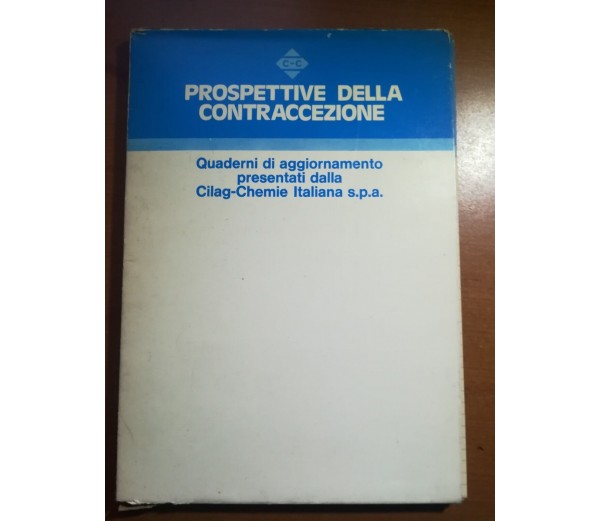 C-C
PROSPETTIVE DELLA
CONTRACCEZIONE
Quaderni di aggiornamento
presentati dalla
Cilag-Chemie Italiana s.p.a.